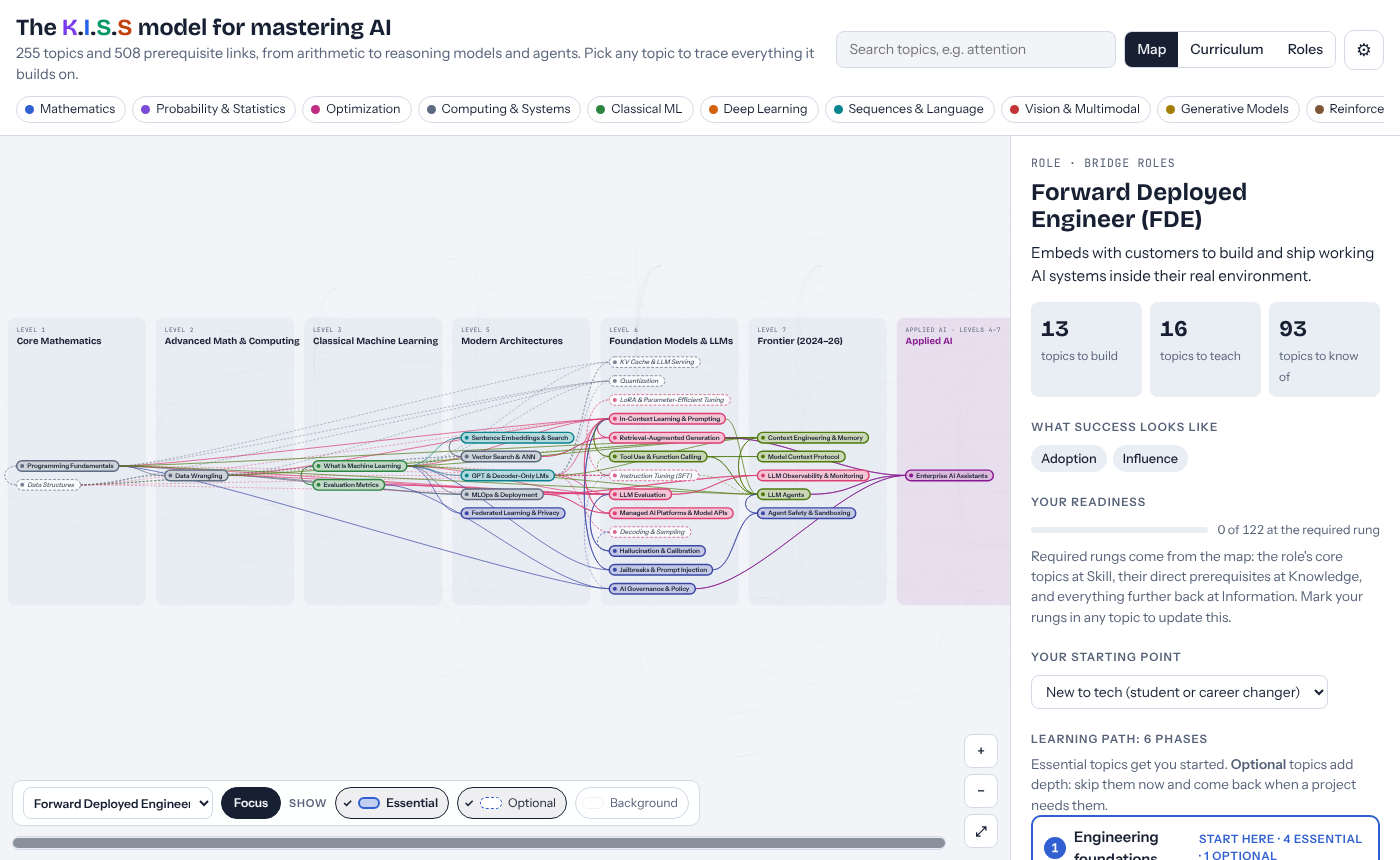 The K.I.S.S model for mastering AI
255 topics and 508 prerequisite links, from arithmetic to reasoning models and agents. Pick any topic to trace everything it
builds on.
Search topics, e.g. attention
Map
Curriculum
Roles
Mathematics
Probability & Statistics
Optimization
Computing & Systems
Classical ML
Deep Learning
Sequences & Language
Vision & Multimodal
Generative Models
Reinforce
LEVEL 1
Core Mathematics
Programming Fundamentals
Data Structures
LEVEL 2
Advanced Math & Computing
Data Wrangling
LEVEL 3
Classical Machine Learning
What is Machine Learning
Evaluation Metrics
LEVEL 5
Modern Architectures
Sentence Embeddings & Search
Vector Search & ANN
GPT & Decoder-Only LMs
MLOps & Deployment
Federated Learning & Privacy
LEVEL 6
Foundation Models & LLMs
KV Cache & LLM Serving
Quantization
LoRA & Parameter-Efficient Tuning
In-Context Learning & Prompting
Retrieval-Augmented Generation
Tool Use & Function Calling
Instruction Tuning (SFT)
LLM Evaluation
Managed AI Platforms & Model APIs
Decoding & Sampling
Hallucination & Calibration
Jailbreaks & Prompt Injection
AI Governance & Policy
LEVEL 7
Frontier (2024–26)
Context Engineering & Memory
Model Context Protocol
LLM Observability & Monitoring
LLM Agents
Agent Safety & Sandboxing
APPLIED AI · LEVELS 4–7
Applied AI
Enterprise AI Assistants
Forward Deployed Engineer
Focus
SHOW
Essential
Optional
Background
ROLE · BRIDGE ROLES
Forward Deployed
Engineer (FDE)
Embeds with customers to build and ship working
AI systems inside their real environment.
13
topics to build
16
topics to teach
93
topics to know
of
WHAT SUCCESS LOOKS LIKE
Adoption
Influence
YOUR READINESS
0 of 122 at the required rung
Required rungs come from the map: the role's core
topics at Skill, their direct prerequisites at Knowledge,
and everything further back at Information. Mark your
rungs in any topic to update this.
YOUR STARTING POINT
New to tech (student or career changer)
LEARNING PATH: 6 PHASES
Essential topics get you started. Optional topics add
depth: skip them now and come back when a project
needs them.
1
Engineering
foundations
START HERE · 4 ESSENTIAL
· 1 OPTIONAL